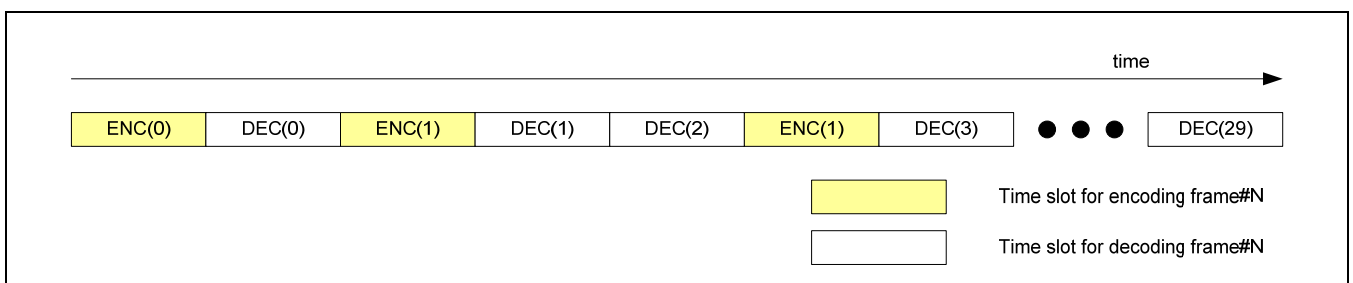 time
ENC(0) DEC(0) ENC(1) DEC(1) DEC(2) ENC(1) DEC(3) ● ● ● DEC(29)
Time slot for encoding frame#N
Time slot for decoding frame#N